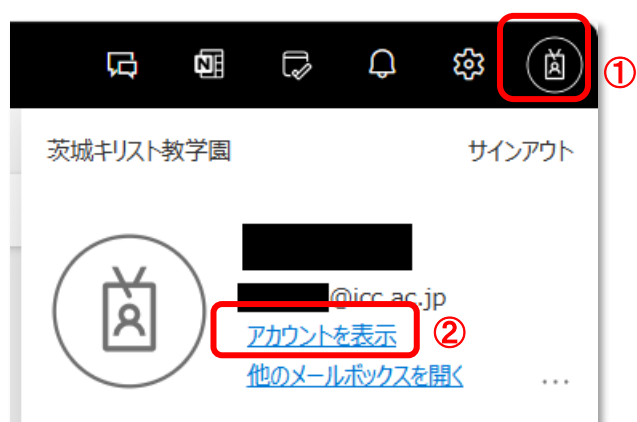 ①
茨城キリスト教学園 サインアウト
@icc.ac.jp
アカウントを表示 ②
他のメールボックスを開く ...